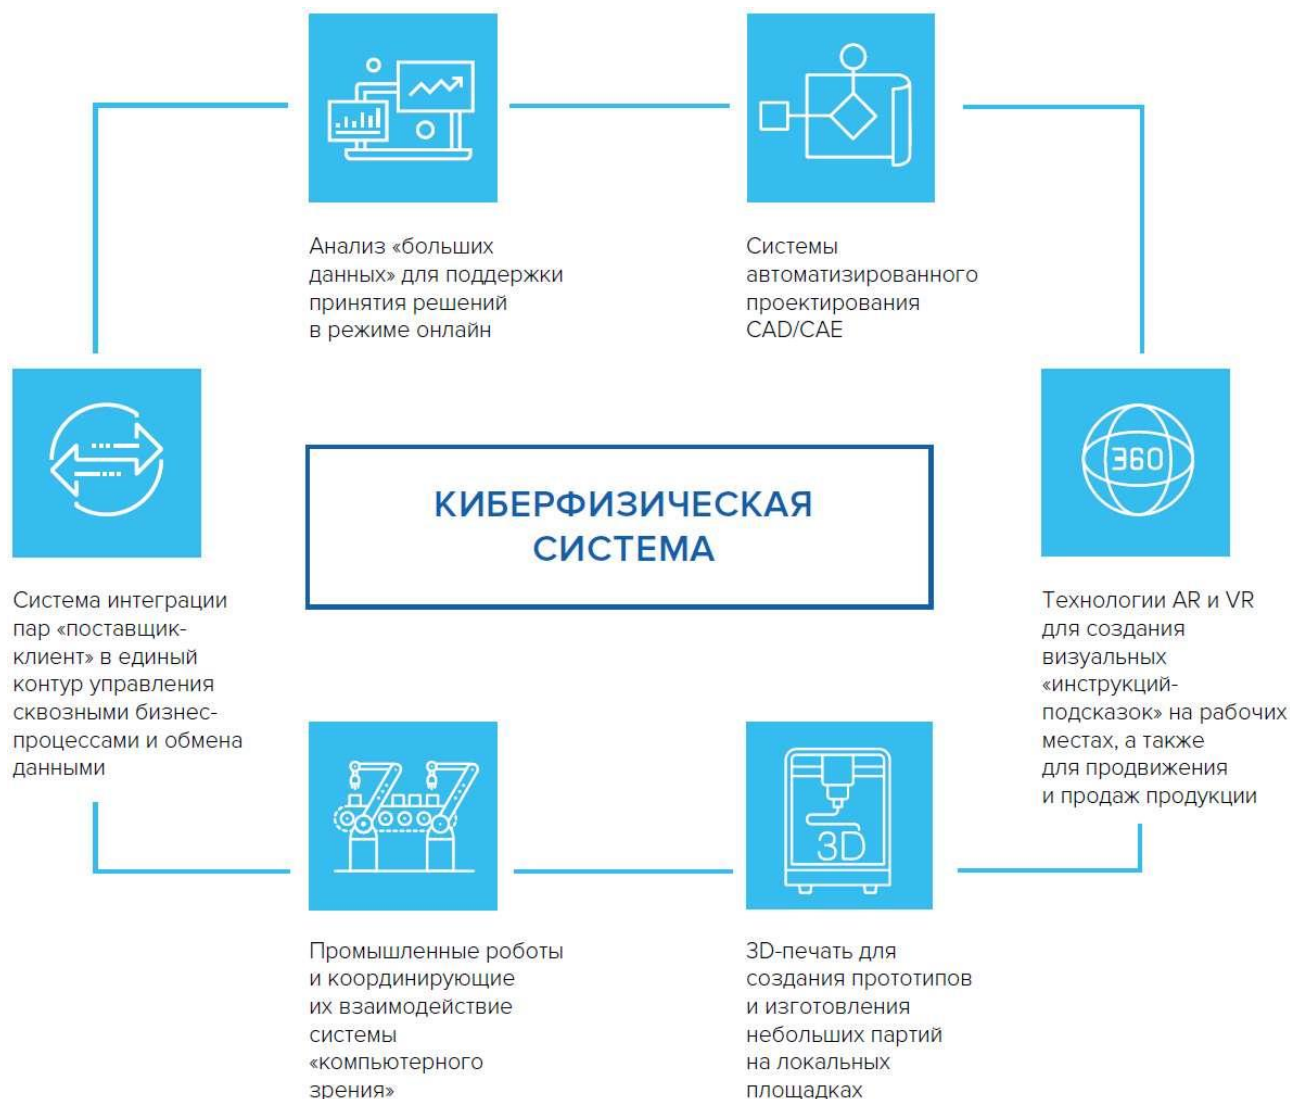 Анализ «больших
данных» для поддержки
принятия решений
в режиме онлайн
Системы
автоматизированного
проектирования
CAD/CAE
КИБЕРФИЗИЧЕСКАЯ
СИСТЕМА
360
Система интеграции
пар «поставщик-
клиент» в единый
контур управления
сквозными бизнес-
процессами и обмена
данными
Технологии AR и VR
для создания
визуальных
«инструкций-
подсказок» на рабочих
местах, а также
для продвижения
и продаж продукции
3D
Промышленные роботы
и координирующие
их взаимодействие
системы
«компьютерного
зрения»
3D-печать для
создания прототипов
и изготовления
небольших партий
на локальных
площадках